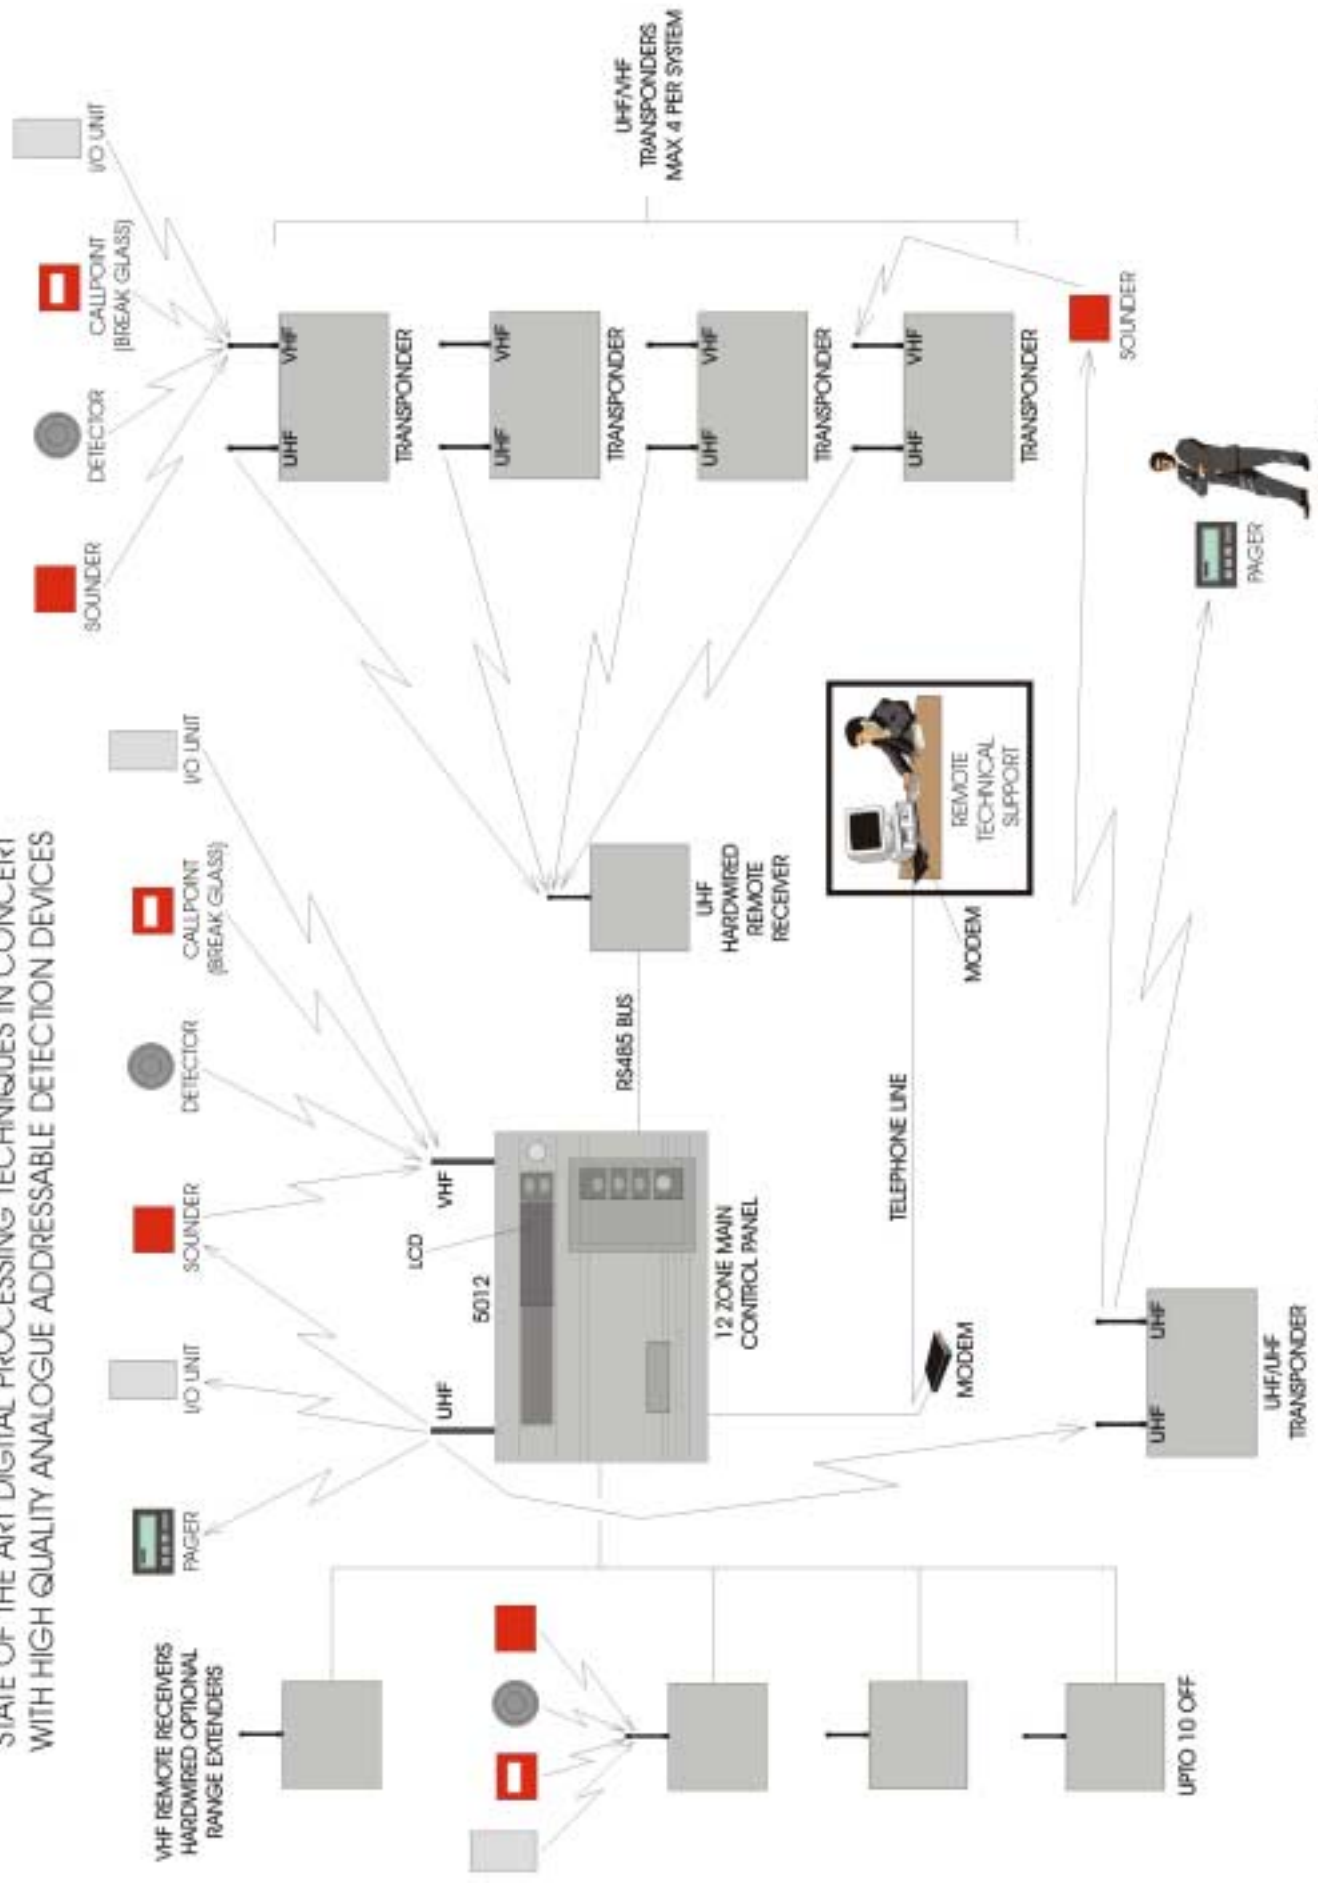 STATE OF THE ART DIGITAL PROCESSING TECHNIQUES IN CONCERT
WITH HIGH QUALITY ANALOGUE ADDRESSABLE DETECTION DEVICES
PAGER
I/O UNIT
SOUNDER
DETECTOR
CALLPOINT
(BREAK GLASS)
I/O UNIT
SOUNDER
DETECTOR
CALLPOINT
(BREAK GLASS)
I/O UNIT
VHF REMOTE RECEIVERS
HARDWIRED OPTIONAL
RANGE EXTENDERS
UPTO 10 OFF
UHF
5012
LCD
VHF
12 ZONE MAIN
CONTROL PANEL
RS485 BUS
UHF
HARDWIRED
REMOTE
RECEIVER
UHF
VHF
TRANSPONDER
UHF
VHF
TRANSPONDER
UHF
VHF
TRANSPONDER
UHF
VHF
TRANSPONDER
UHF/VHF
TRANSPONDERS
MAX 4 PER SYSTEM
TELEPHONE LINE
MODEM
MODEM
REMOTE
TECHNICAL
SUPPORT
UHF
UHF
UHF/UHF
TRANSPONDER
PAGER
SOUNDER